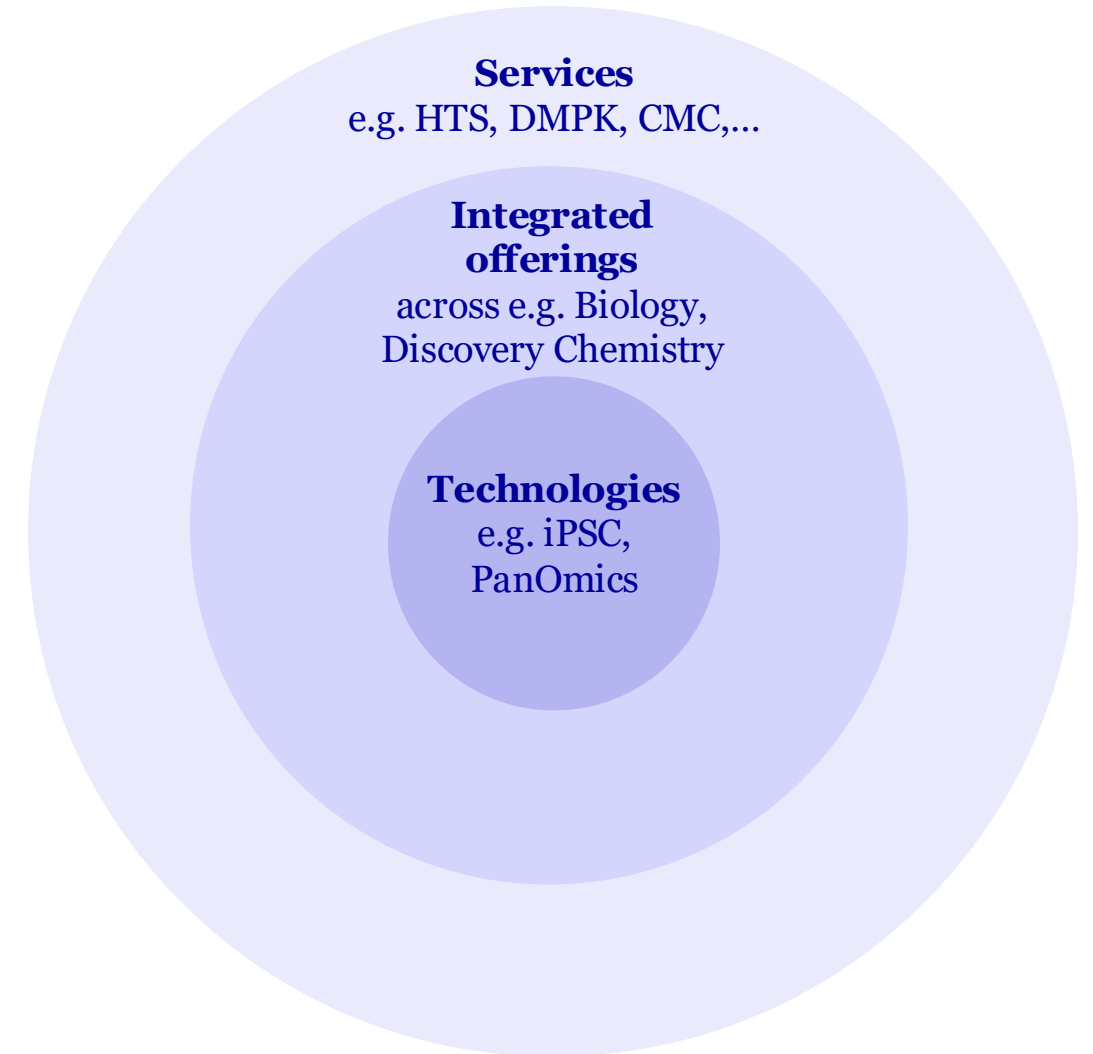 Services
e.g. HTS, DMPK, CMC,...
Integrated
offerings
across e.g. Biology,
Discovery Chemistry
Technologies
e.g. iPSC,
PanOmics